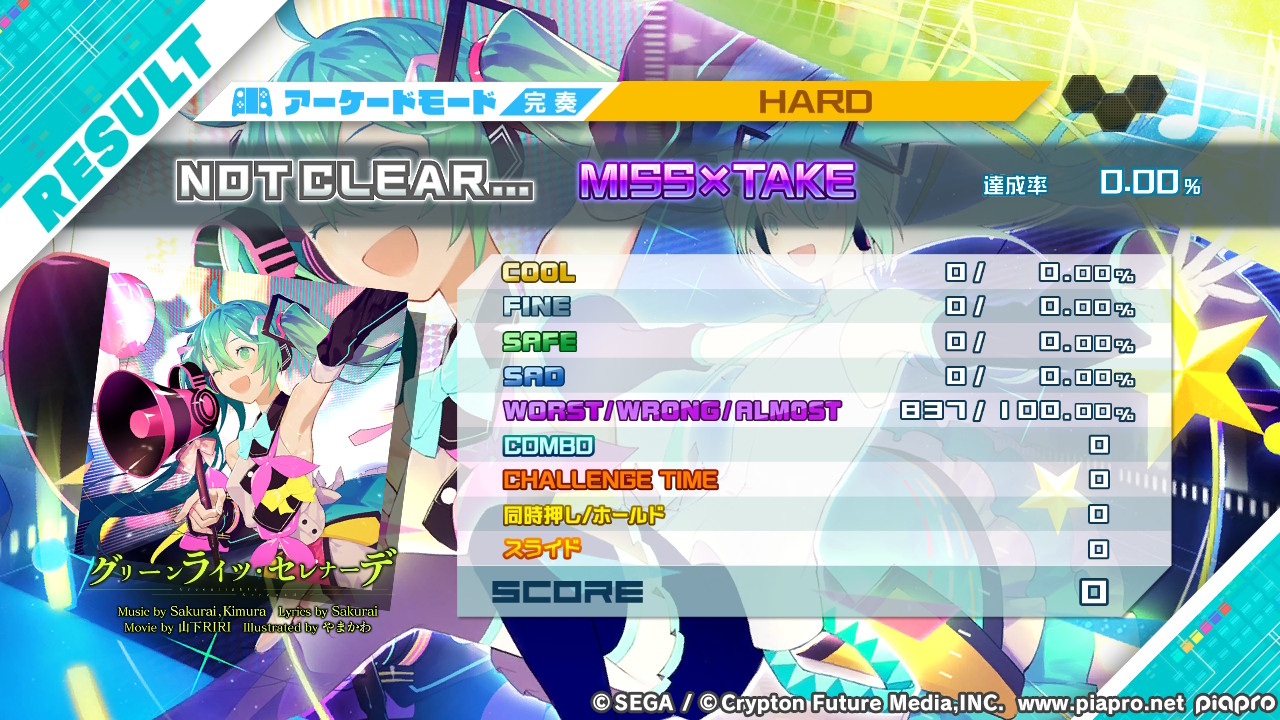 RESULT
アーケードモード 完奏 HARD
NOT CLEAR... MISS×TAKE 達成率 0.00%
COOL 0/ 0.00%
FINE 0/ 0.00%
SAFE 0/ 0.00%
SAD 0/ 0.00%
WORST/WRONG/ALMOST 837/100.00%
COMBO 0
CHALLENGE TIME 0
同時押し/ホールド 0
スライド 0
SCORE 0
グリーンライツ・セレナーデ
Music by Sakurai,Kimura Lyrics by Sakurai
Movie by 山下RIRI Illustrated by やまかわ
©SEGA / ©Crypton Future Media,INC. www.piapro.net piapro